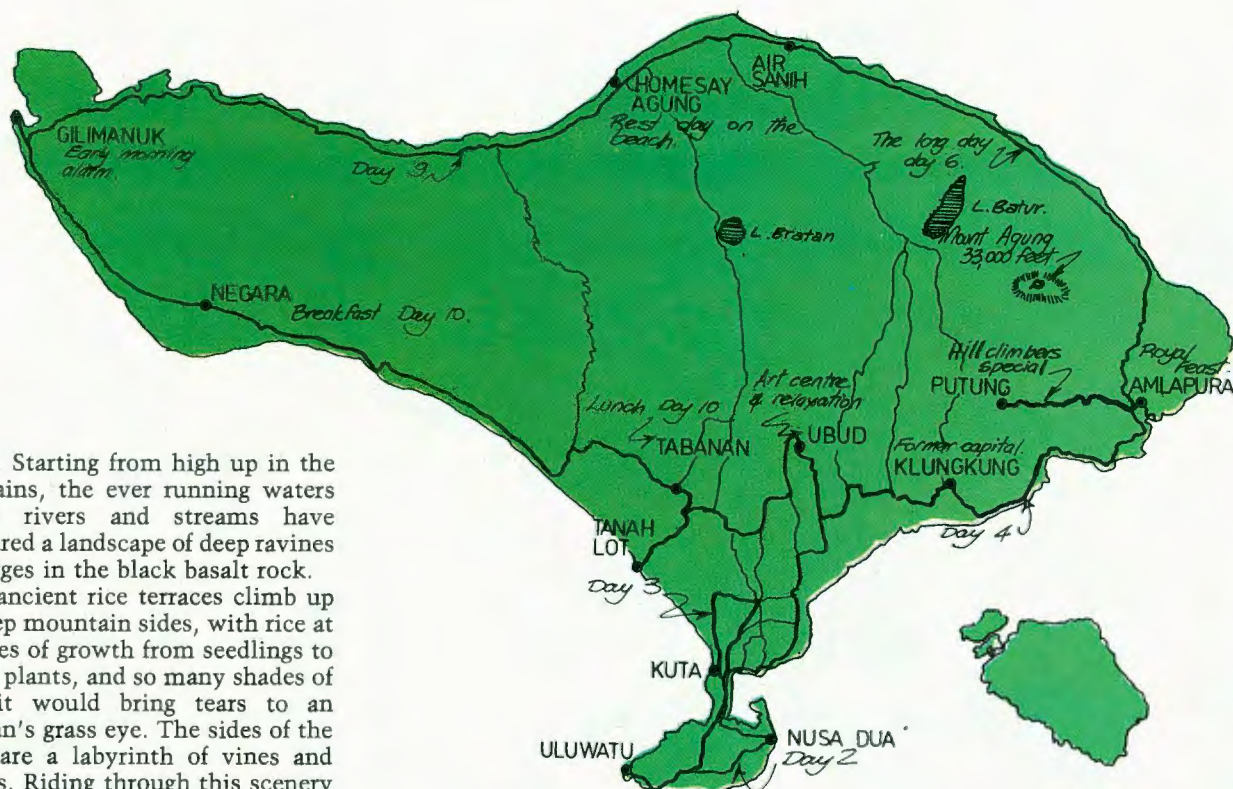 AIR
SANIH
CHOMESAY
AGUNG
Rest day on the
beach.
GILIMANUK
Early morning
alarm.
Day 9
The long day
day 6.
L. Batur.
L. Bratan
Mount Agung
33,000 feet
NEGARA
Breakfast Day 10.
Hill climbers
special
PUTUNG
Royal
Feast.
AMLAPURA
Art centre
& relaxation
UBUD
Lunch Day 10
TABANAN
Former capital.
KLUNGKUNG
TANAH
LOT
Day 4
Day 3
KUTA
ULUWATU
NUSA DUA
Day 2
Starting from high up in the
ains, the ever running waters
rivers and streams have
red a landscape of deep ravines
ges in the black basalt rock.
ancient rice terraces climb up
ep mountain sides, with rice at
es of growth from seedlings to
plants, and so many shades of
it would bring tears to an
an's grass eye. The sides of the
are a labyrinth of vines and
s. Riding through this scenery